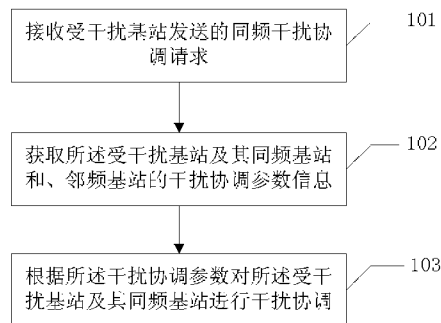 接收受干扰某站发送的同频干扰协
调请求
101
获取所述受干扰基站及其同频基站
和、邻频基站的干扰协调参数信息
102
根据所述干扰协调参数对所述受干
扰基站及其同频基站进行干扰协调
103